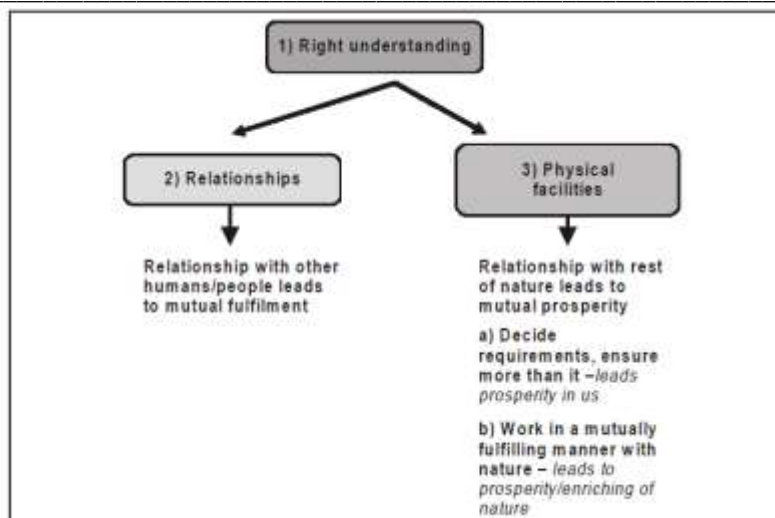 1) Right understanding
2) Relationships
3) Physical
facilities
Relationship with other
humans/people leads
to mutual fulfilment
Relationship with rest
of nature leads to
mutual prosperity
a) Decide
requirements, ensure
more than it –leads
prosperity in us
b) Work in a mutually
fulfilling manner with
nature – leads to
prosperity/enriching of
nature